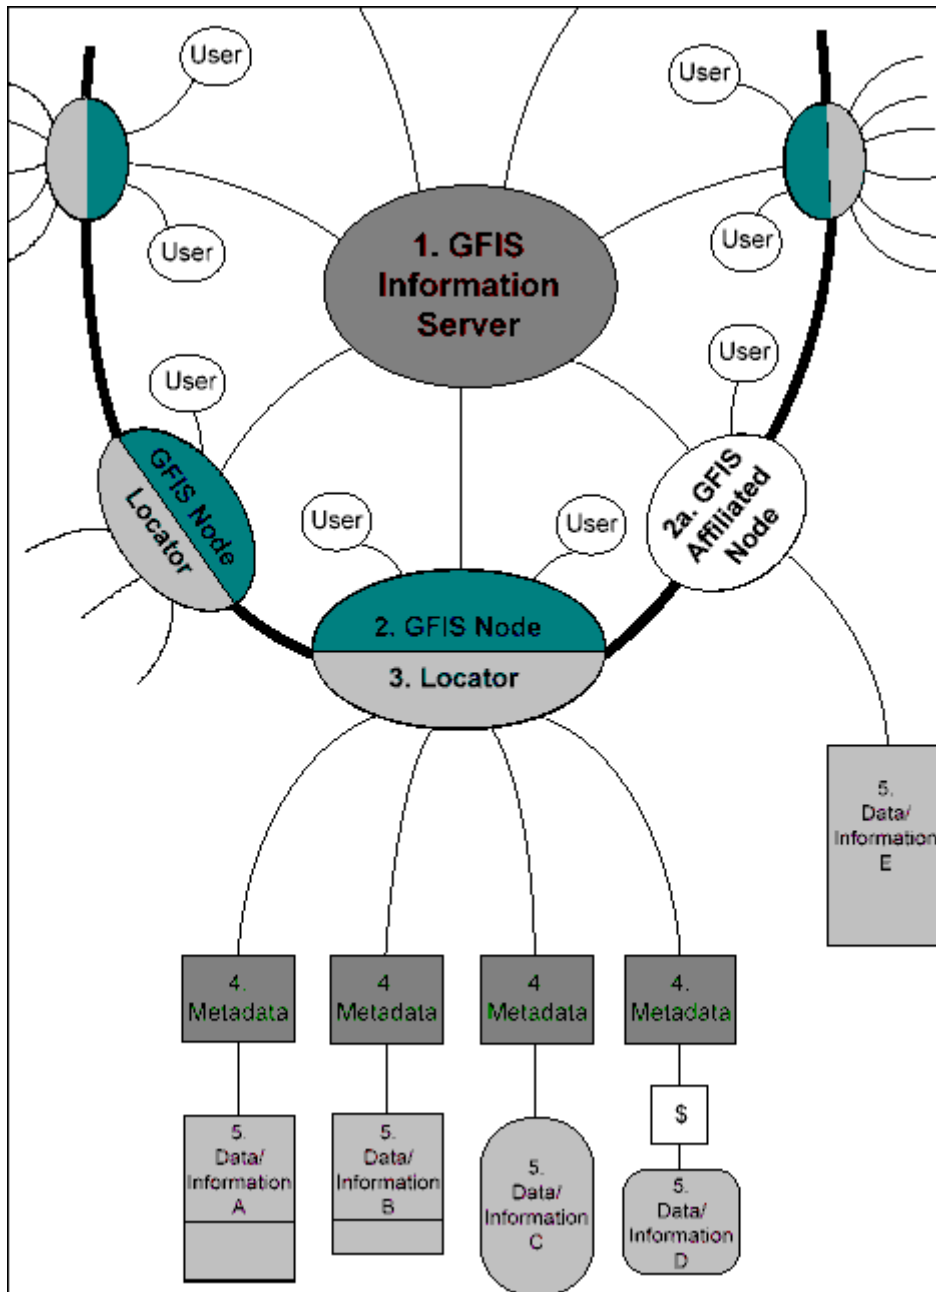 User
User
1. GFIS
Information
Server
User
User
User
GFIS Node
Locator
User
2a. GFIS
Affiliated
Node
User
User
2. GFIS Node
3. Locator
5.
Data/
Information
E
4.
Metadata
4
Metadata
4
Metadata
4.
Metadata
$
5.
Data/
Information
A
5.
Data/
Information
B
5.
Data/
Information
C
5.
Data/
Information
D